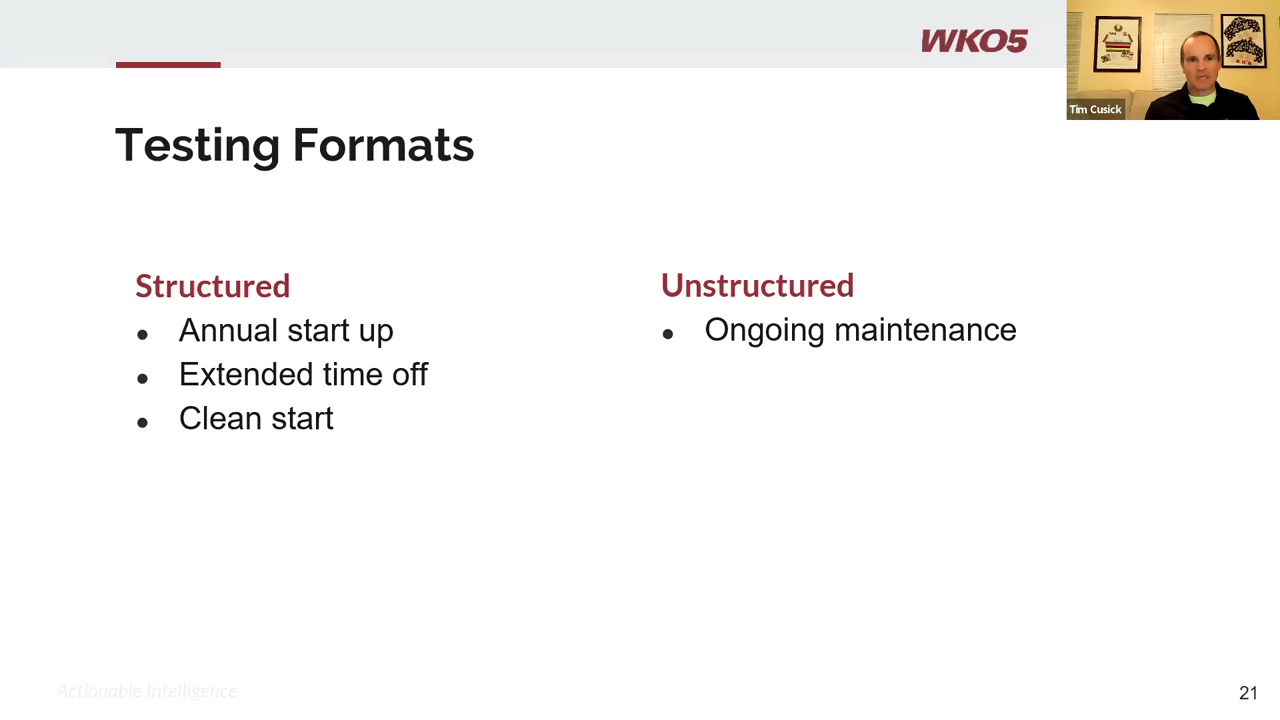 WKO5
Tim Cusick
Testing Formats
Structured
● Annual start up
● Extended time off
● Clean start
Unstructured
● Ongoing maintenance
Actionable Intelligence
21